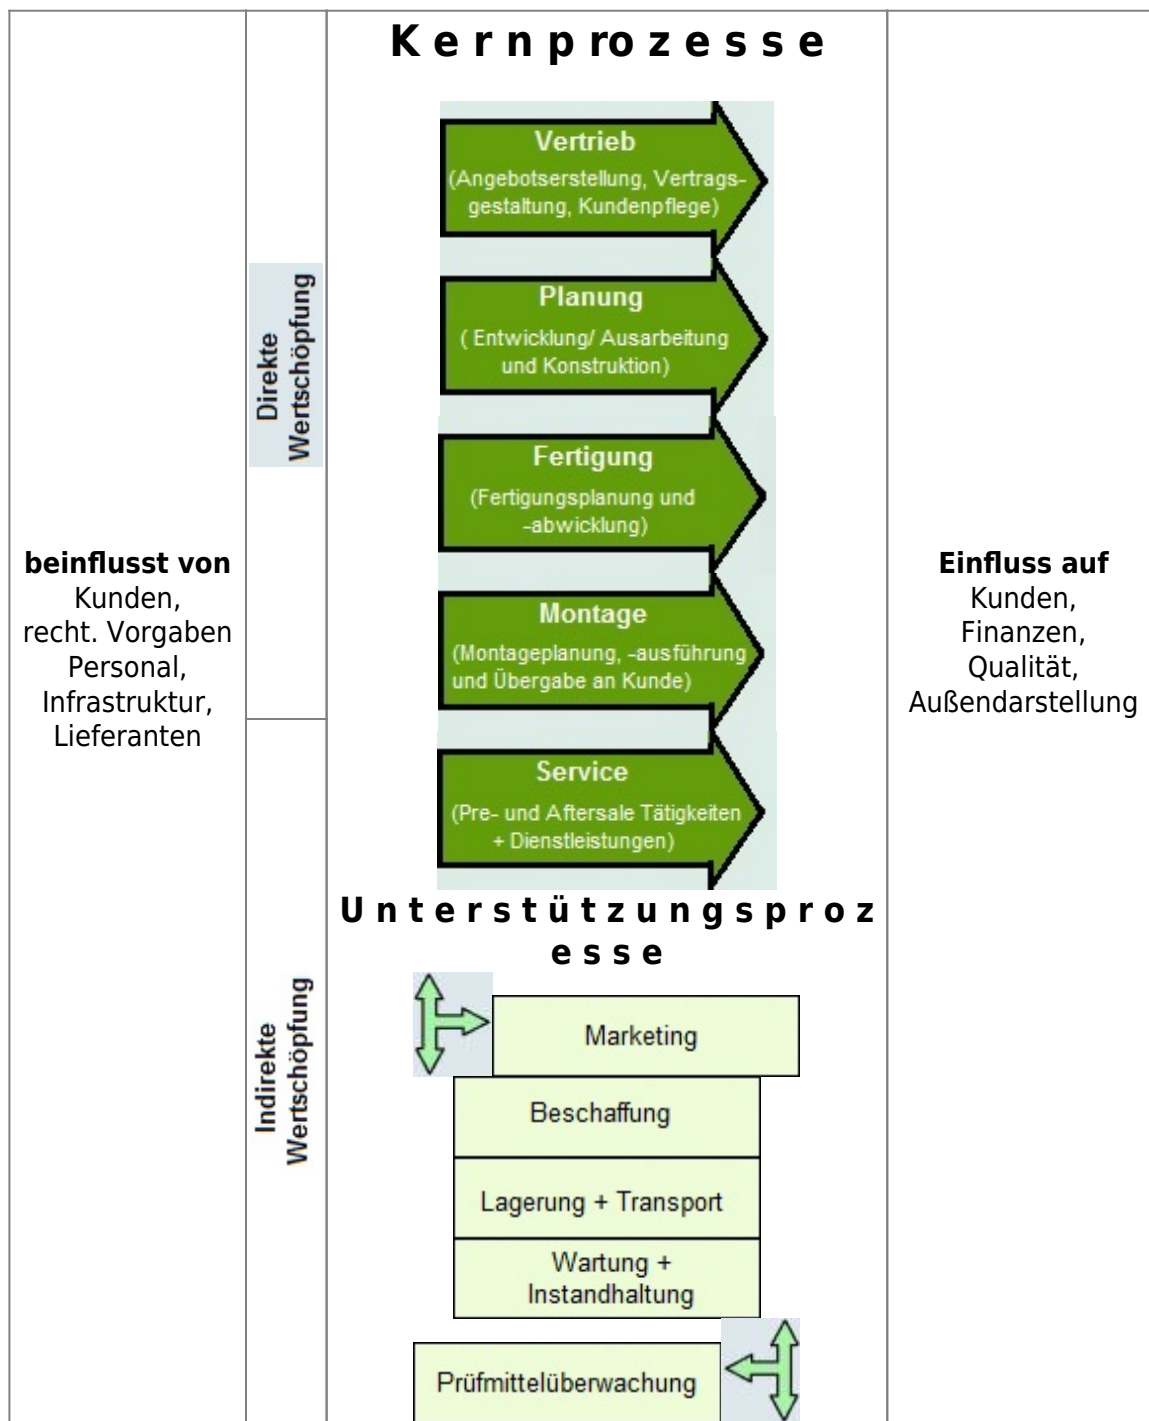 K e r n p r o z e s s e
beinflusst von
Kunden,
recht. Vorgaben
Personal,
Infrastruktur,
Lieferanten
Direkte
Wertschöpfung
Vertrieb
(Angebotserstellung, Vertrags-
gestaltung, Kundenpflege)
Planung
( Entwicklung/ Ausarbeitung
und Konstruktion)
Fertigung
(Fertigungsplanung und
-abwicklung)
Montage
(Montageplanung, -ausführung
und Übergabe an Kunde)
Service
(Pre- und Aftersale Tätigkeiten
+ Dienstleistungen)
Einfluss auf
Kunden,
Finanzen,
Qualität,
Außendarstellung
Indirekte
Wertschöpfung
U n t e r s t ü t z u n g s p r o z
e s s e
Marketing
Beschaffung
Lagerung + Transport
Wartung +
Instandhaltung
Prüfmittelüberwachung